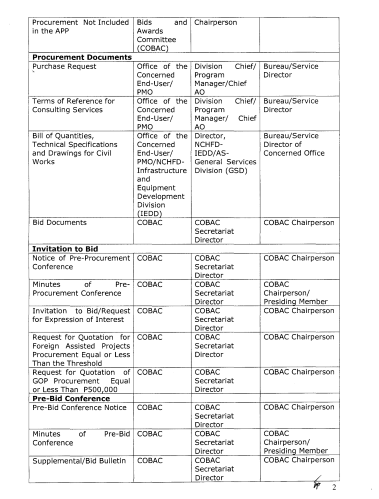 Procurement Not Included Bids and Chairperson
in the APP Awards
Committee
(COBAC)
Procurement Documents
Purchase Request Office of the Division Chief/ Bureau/Service
Concerned Program Director
End-User/ Manager/Chief
PMO AO
Terms of Reference for Office of the Division Chief/ Bureau/Service
Consulting Services Concerned Program Director
End-User/ Manager/ Chief
PMO AO
Bill of Quantities, Office of the Director, Bureau/Service
Technical Specifications Concerned NCHFD- Director of
and Drawings for Civil End-User/ IEDD/AS- Concerned Office
Works PMO/NCHFD- General Services
Infrastructure Division (GSD)
and
Equipment
Development
Division
(IEDD)
Bid Documents COBAC COBAC COBAC Chairperson
Secretariat
Director
Invitation to Bid
Notice of Pre-Procurement COBAC COBAC COBAC Chairperson
Conference Secretariat
Director
Minutes of Pre- COBAC COBAC COBAC
Procurement Conference Secretariat Chairperson/
Director Presiding Member
Invitation to Bid/Request COBAC COBAC COBAC Chairperson
for Expression of Interest Secretariat
Director
Request for Quotation for COBAC COBAC COBAC Chairperson
Foreign Assisted Projects Secretariat
Procurement Equal or Less Director
Than the Threshold
Request for Quotation of COBAC COBAC COBAC Chairperson
GOP Procurement Equal Secretariat
or Less Than P500,000 Director
Pre-Bid Conference
Pre-Bid Conference Notice COBAC COBAC COBAC Chairperson
Secretariat
Director
Minutes of Pre-Bid COBAC COBAC COBAC
Conference Secretariat Chairperson/
Director Presiding Member
Supplemental/Bid Bulletin COBAC COBAC COBAC Chairperson
Secretariat
Director
2